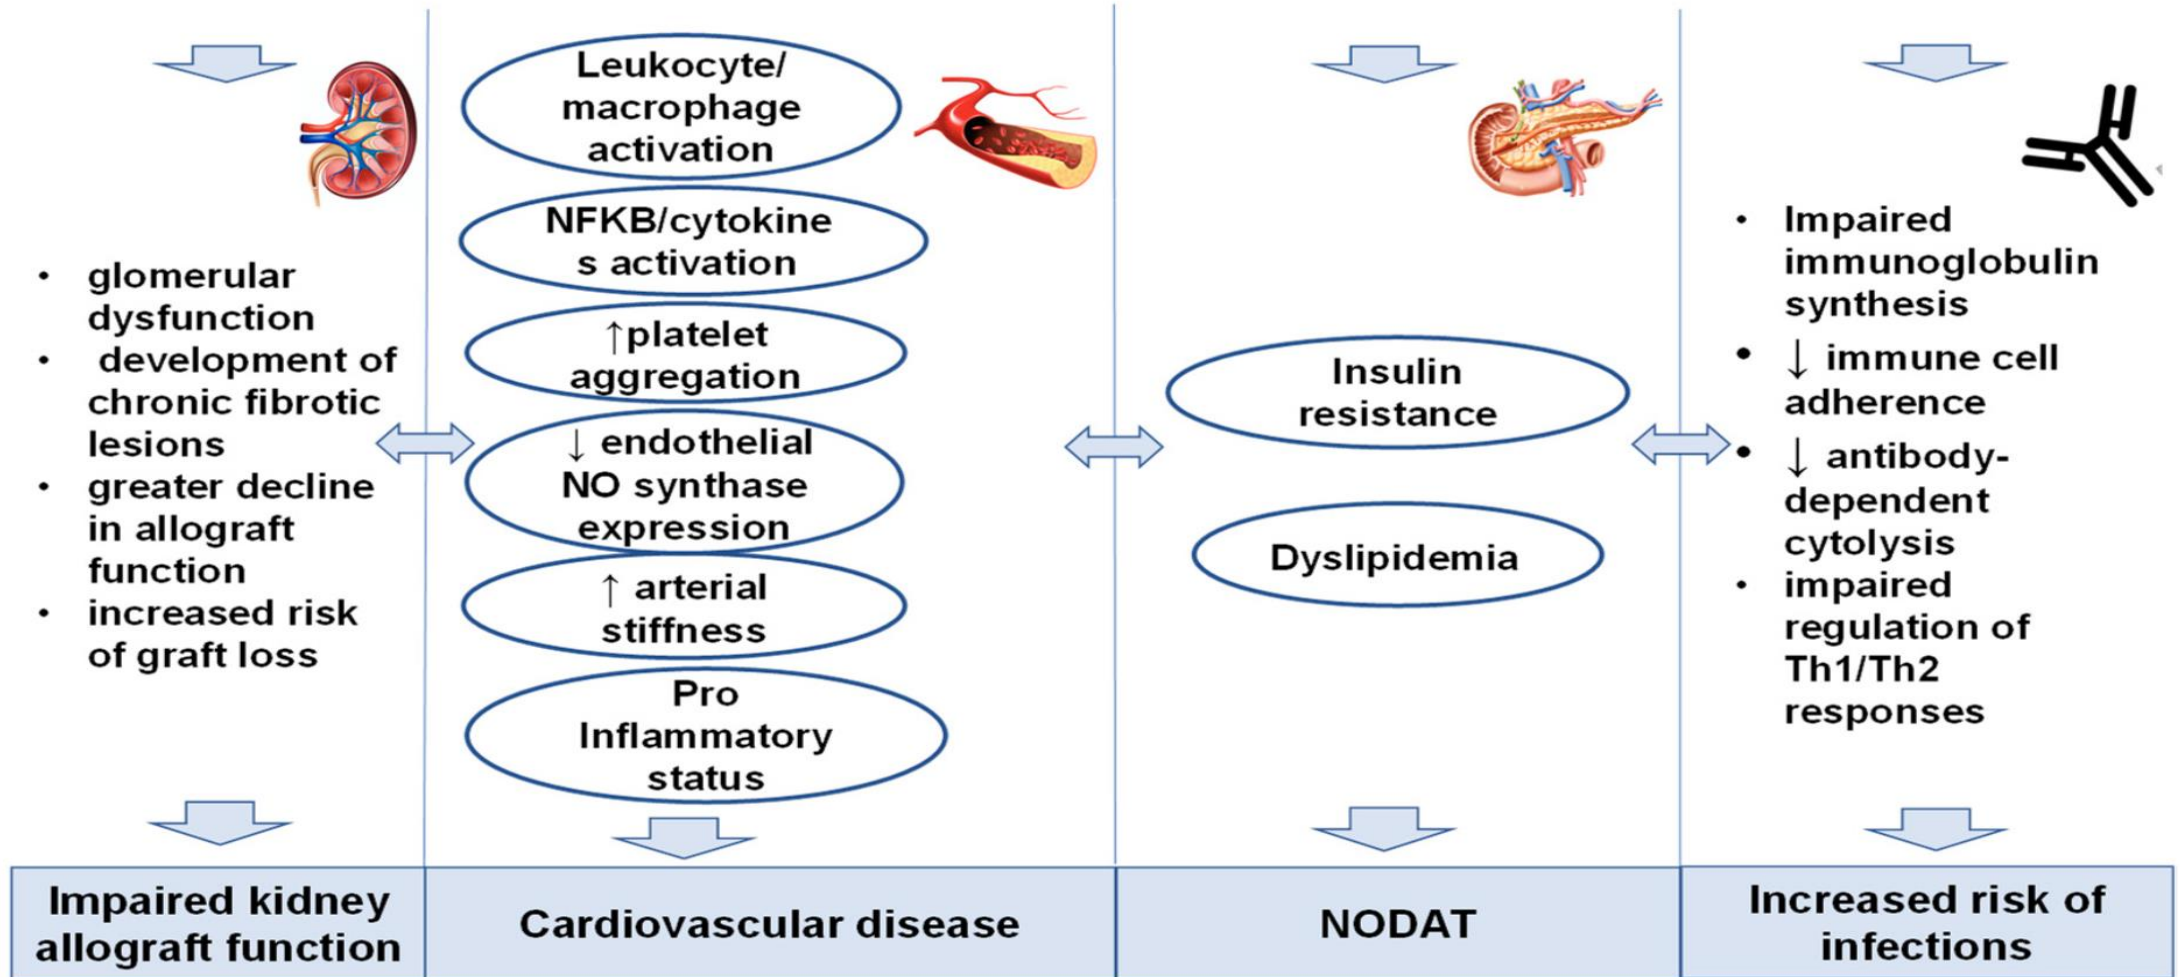 • glomerular
dysfunction
• development of
chronic fibrotic
lesions
• greater decline
in allograft
function
• increased risk
of graft loss
Impaired kidney
allograft function
Leukocyte/
macrophage
activation
NFKB/cytokine
s activation
↑platelet
aggregation
↓ endothelial
NO synthase
expression
↑ arterial
stiffness
Pro
Inflammatory
status
Cardiovascular disease
Insulin
resistance
Dyslipidemia
NODAT
• Impaired
immunoglobulin
synthesis
• ↓ immune cell
adherence
• ↓ antibody-
dependent
cytolysis
• impaired
regulation of
Th1/Th2
responses
Increased risk of
infections